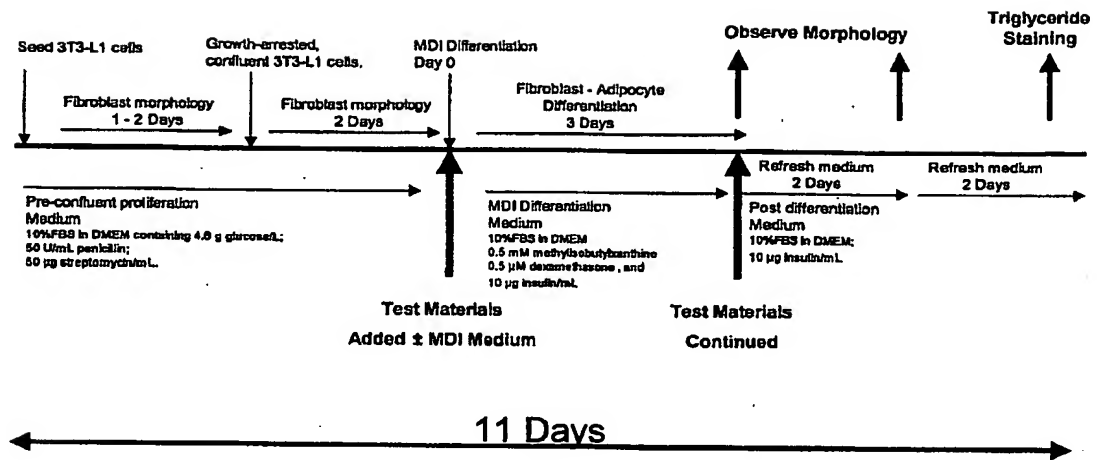 Seed 3T3-L1 cells
Growth-arrested,
confluent 3T3-L1 cells.
MDI Differentiation
Day 0
Observe Morphology
Triglyceride
Staining
Fibroblast morphology
1 - 2 Days
Fibroblast morphology
2 Days
Fibroblast - Adipocyte
Differentiation
3 Days
Refresh medium
2 Days
Refresh medium
2 Days
Pre-confluent proliferation
Medium
10%FBS in DMEM containing 4.6 g glucose/L;
50 U/mL penicillin;
50 µg streptomycin/mL.
MDI Differentiation
Medium
10%FBS in DMEM
0.5 mM methylisobutylxanthine
0.5 µM dexamethasone, and
10 µg insulin/mL
Post differentiation
Medium
10%FBS in DMEM;
10 µg insulin/mL
Test Materials
Added ± MDI Medium
Test Materials
Continued
11 Days